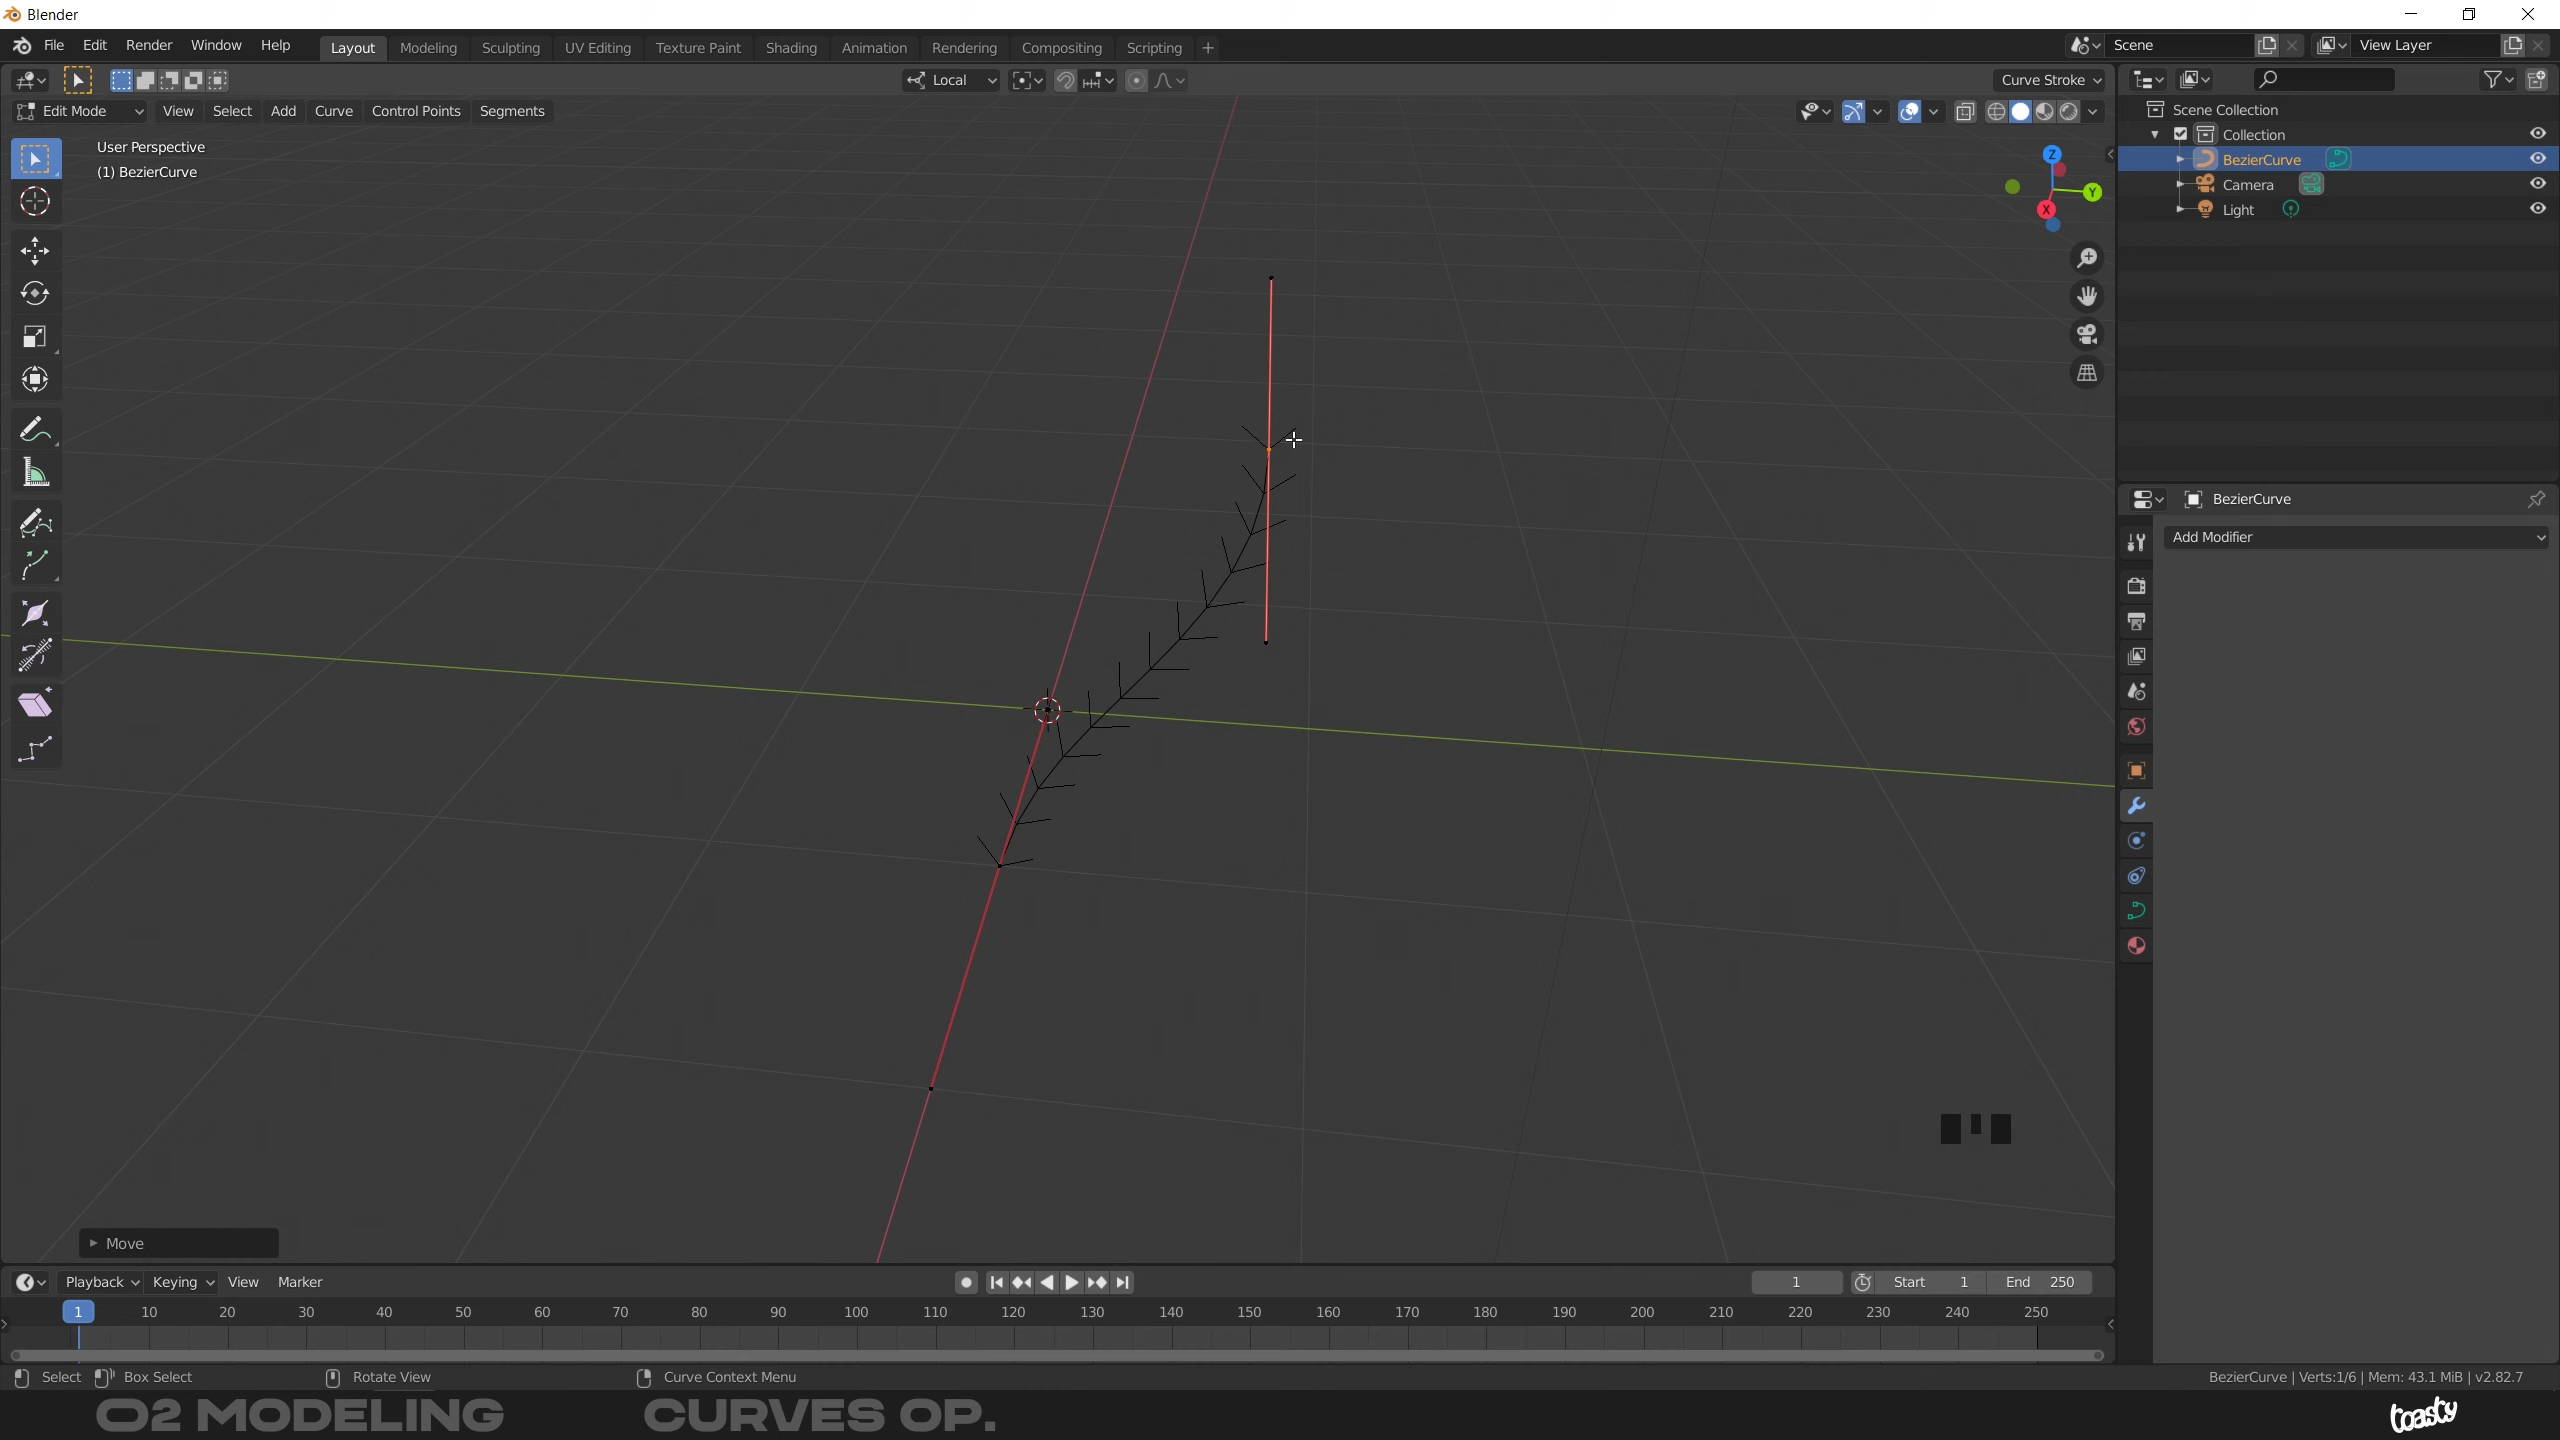 Blender
File Edit Render Window Help Layout Modeling Sculpting UV Editing Texture Paint Shading Animation Rendering Compositing Scripting + Scene View Layer
Local Curve Stroke
Edit Mode View Select Add Curve Control Points Segments
User Perspective
(1) BezierCurve
Z
Y
X
Scene Collection
Collection
BezierCurve
Camera
Light
BezierCurve
Add Modifier
Move
Playback Keying View Marker 1 Start 1 End 250
1 10 20 30 40 50 60 70 80 90 100 110 120 130 140 150 160 170 180 190 200 210 220 230 240 250
Select Box Select Rotate View Curve Context Menu BezierCurve | Verts:1/6 | Mem: 43.1 MiB | v2.82.7
02 MODELING CURVES OP. toasty